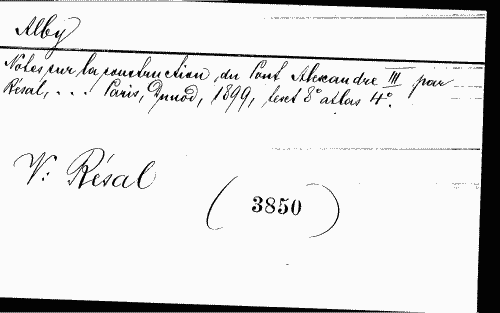 Alby
Notes sur la construction du Pont Alexandre III par
Résal, . . . Paris, Dunod, 1899, text 8° atlas 4°.
V: Résal
(3850)